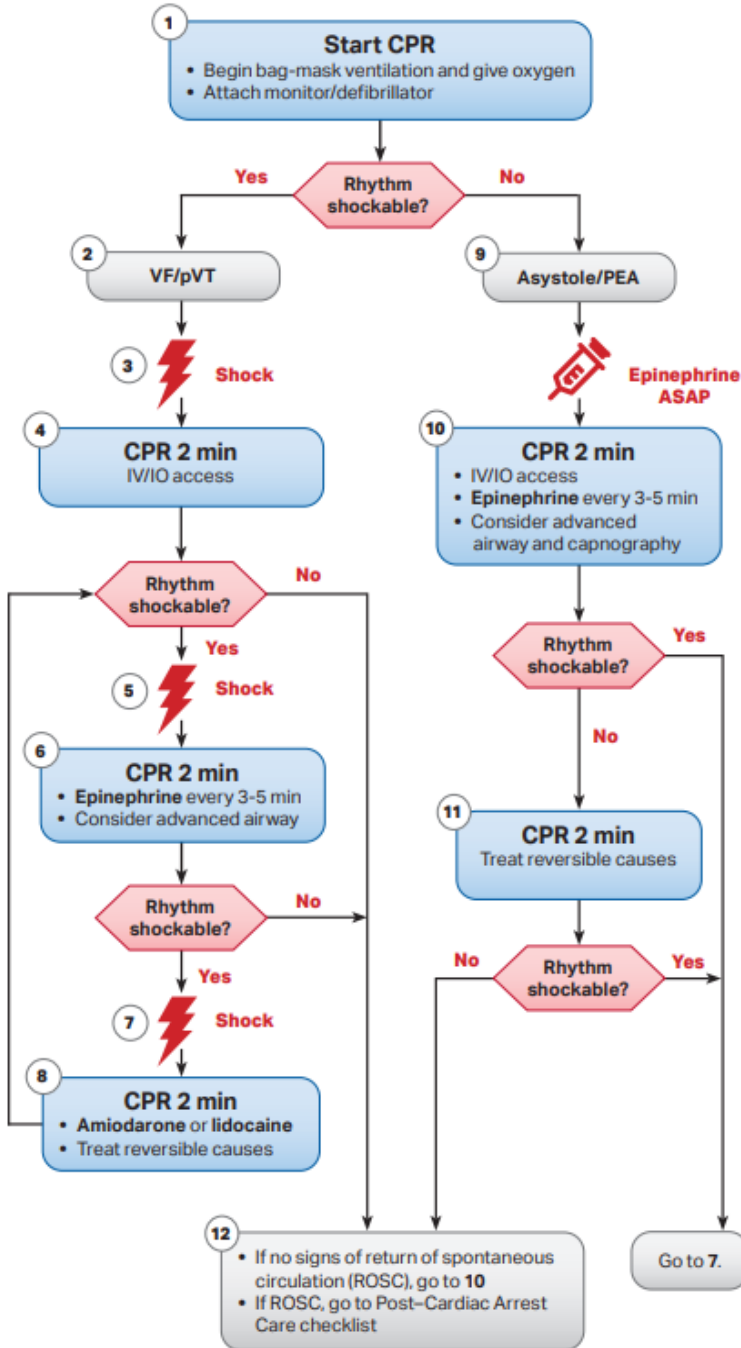 1
Start CPR
• Begin bag-mask ventilation and give oxygen
• Attach monitor/defibrillator
Yes
Rhythm
shockable?
No
2
VF/pVT
9
Asystole/PEA
3
Shock
Epinephrine
ASAP
4
CPR 2 min
IV/IO access
10
CPR 2 min
• IV/IO access
• Epinephrine every 3-5 min
• Consider advanced
airway and capnography
Rhythm
shockable?
No
Yes
Rhythm
shockable?
Yes
No
5
Shock
6
CPR 2 min
• Epinephrine every 3-5 min
• Consider advanced airway
11
CPR 2 min
Treat reversible causes
Rhythm
shockable?
No
Yes
No
Rhythm
shockable?
Yes
7
Shock
8
CPR 2 min
• Amiodarone or lidocaine
• Treat reversible causes
12
• If no signs of return of spontaneous
circulation (ROSC), go to 10
• If ROSC, go to Post–Cardiac Arrest
Care checklist
Go to 7.